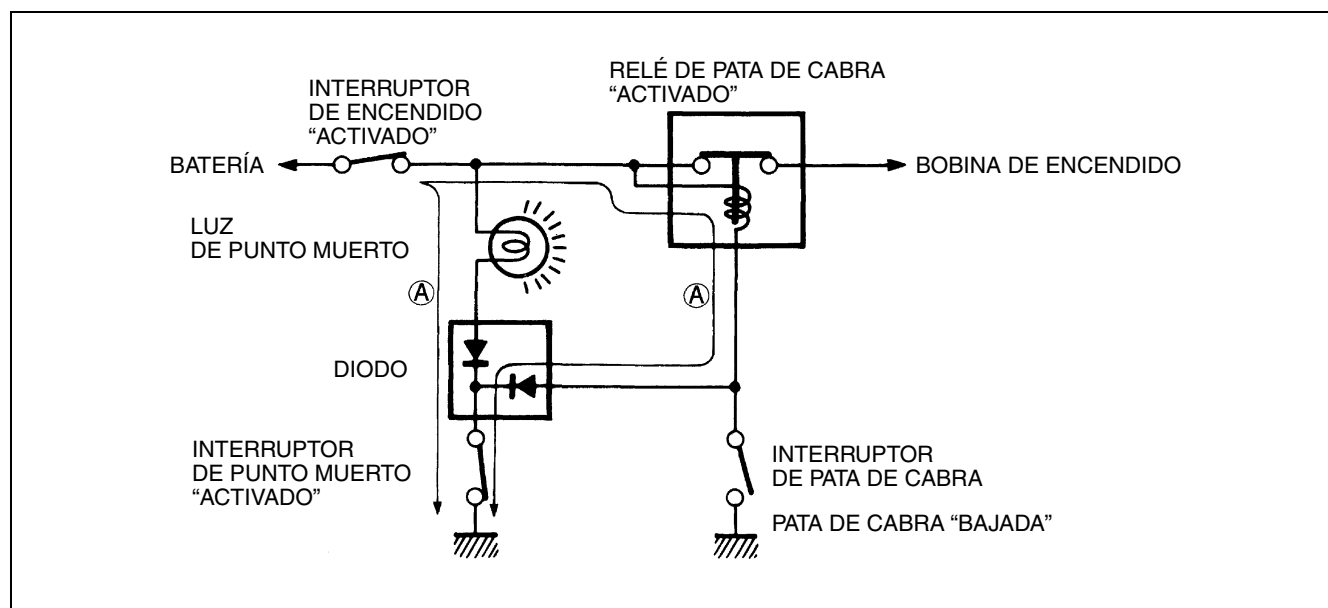 RELÉ DE PATA DE CABRA
“ACTIVADO”
INTERRUPTOR
DE ENCENDIDO
“ACTIVADO”
BATERÍA
BOBINA DE ENCENDIDO
LUZ
DE PUNTO MUERTO
A
A
DIODO
INTERRUPTOR
DE PUNTO MUERTO
“ACTIVADO”
INTERRUPTOR
DE PATA DE CABRA
PATA DE CABRA “BAJADA”